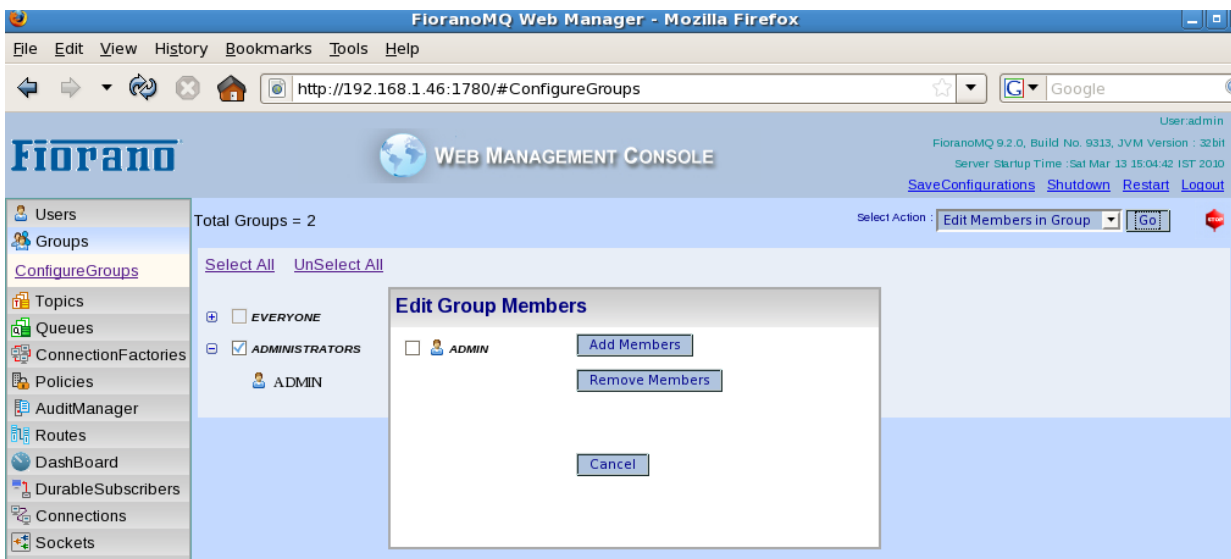 FioranoMQ Web Manager - Mozilla Firefox
File Edit View History Bookmarks Tools Help
http://192.168.1.46:1780/#ConfigureGroups
G Google
Fiorano
WEB MANAGEMENT CONSOLE
User:admin
FioranoMQ 9.2.0, Build No. 9313, JVM Version : 32bit
Server Startup Time :Sat Mar 13 15:04:42 IST 2010
SaveConfigurations Shutdown Restart Logout
Users
Groups
ConfigureGroups
Topics
Queues
ConnectionFactories
Policies
AuditManager
Routes
DashBoard
DurableSubscribers
Connections
Sockets
Total Groups = 2
Select Action : Edit Members in Group Go
STOP
Select All UnSelect All
EVERYONE
ADMINISTRATORS
ADMIN
Edit Group Members
ADMIN
Add Members
Remove Members
Cancel